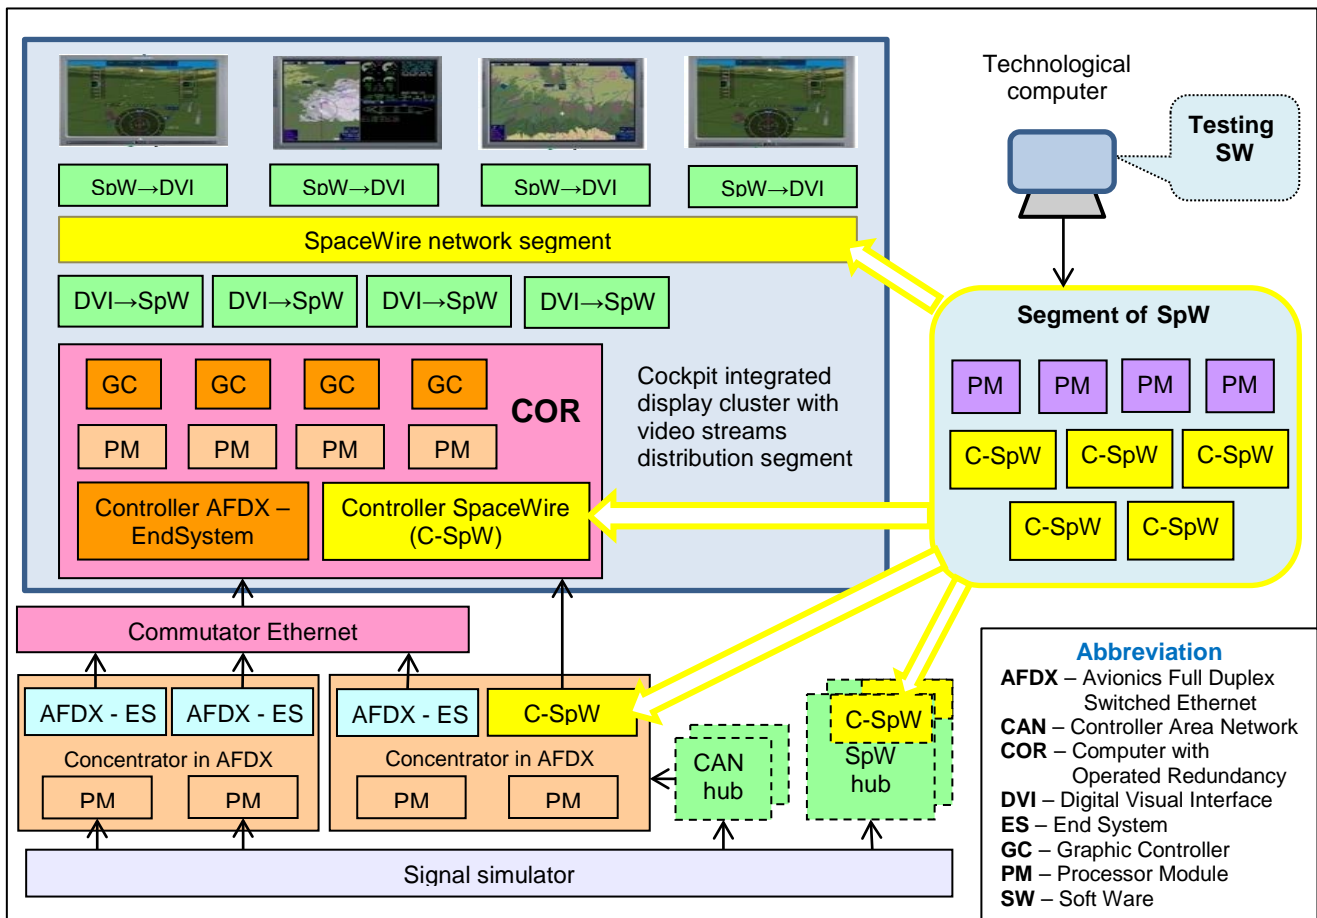 Technological
computer
Testing
SW
SpW→DVI SpW→DVI SpW→DVI SpW→DVI
SpaceWire network segment
DVI→SpW DVI→SpW DVI→SpW DVI→SpW
Segment of SpW
PM PM PM PM
C-SpW C-SpW C-SpW
C-SpW C-SpW
GC GC GC GC
COR
PM PM PM PM
Controller AFDX –
EndSystem
Controller SpaceWire
(C-SpW)
Cockpit integrated
display cluster with
video streams
distribution segment
Commutator Ethernet
AFDX - ES AFDX - ES
Concentrator in AFDX
PM PM
AFDX - ES C-SpW
Concentrator in AFDX
PM PM
CAN
hub
C-SpW
SpW
hub
Signal simulator
Abbreviation
AFDX – Avionics Full Duplex
Switched Ethernet
CAN – Controller Area Network
COR – Computer with
Operated Redundancy
DVI – Digital Visual Interface
ES – End System
GC – Graphic Controller
PM – Processor Module
SW – Soft Ware